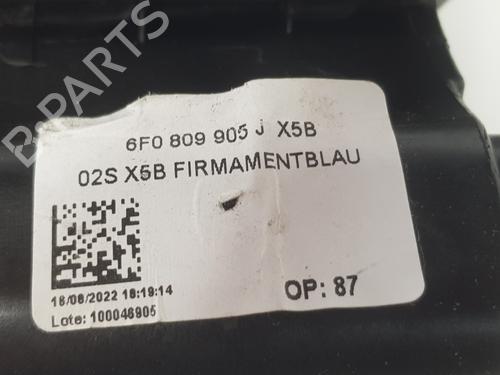 6F0 809 905 J X5B
02S X5B FIRMAMENTBLAU
18/08/2022 18:19:14
OP: 87
Lote: 100046905
B-PARTS